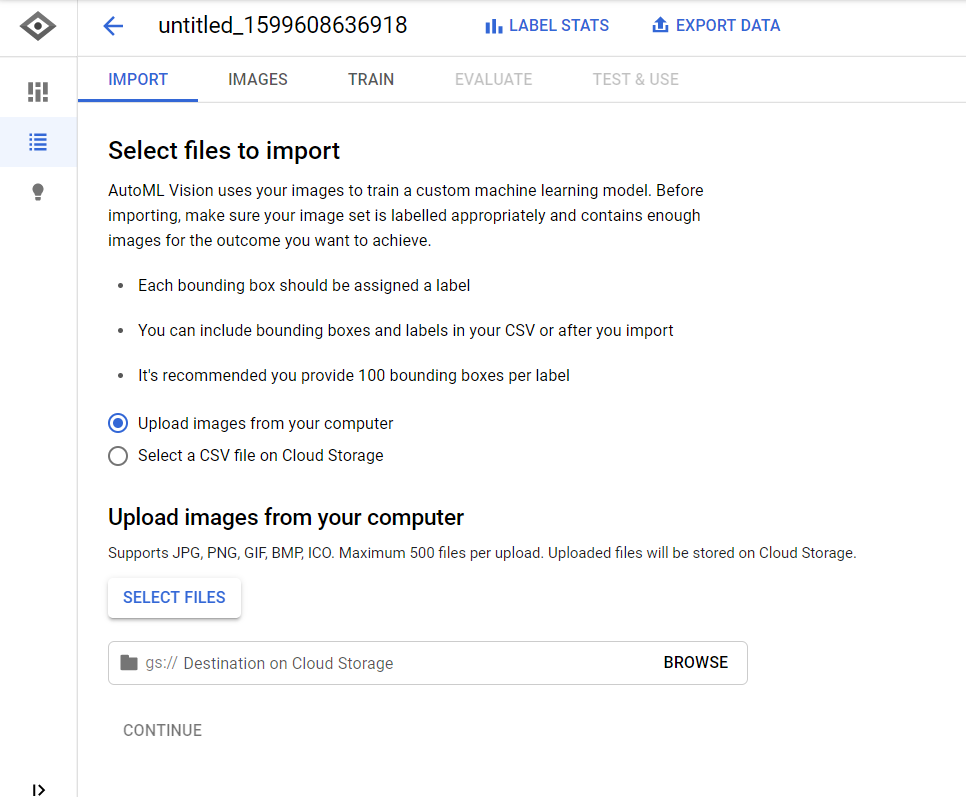 untitled_1599608636918
LABEL STATS
EXPORT DATA
IMPORT
IMAGES
TRAIN
EVALUATE
TEST & USE
Select files to import
AutoML Vision uses your images to train a custom machine learning model. Before
importing, make sure your image set is labelled appropriately and contains enough
images for the outcome you want to achieve.
• Each bounding box should be assigned a label
• You can include bounding boxes and labels in your CSV or after you import
• It's recommended you provide 100 bounding boxes per label
Upload images from your computer
Select a CSV file on Cloud Storage
Upload images from your computer
Supports JPG, PNG, GIF, BMP, ICO. Maximum 500 files per upload. Uploaded files will be stored on Cloud Storage.
SELECT FILES
gs:// Destination on Cloud Storage
BROWSE
CONTINUE